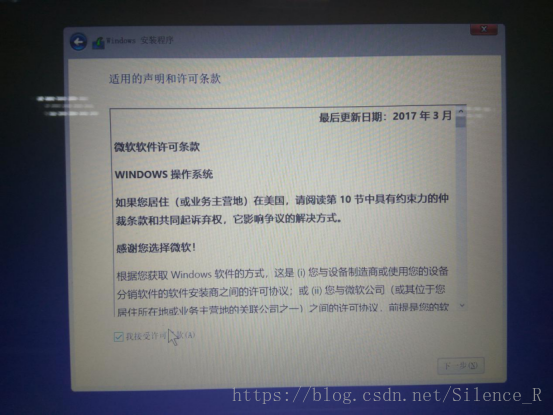 Windows 安装程序
适用的声明和许可条款
最后更新日期：2017 年 3 月
微软软件许可条款
WINDOWS 操作系统
如果您居住（或业务主营地）在美国，请阅读第 10 节中具有约束力的仲
裁条款和共同起诉弃权，它影响争议的解决方式。
感谢您选择微软！
根据您获取 Windows 软件的方式，这是 (i) 您与设备制造商或使用您的设备
分销软件的软件安装商之间的许可协议；或 (ii) 您与微软公司（或其位于您
居住所在地或业务主营地的关联公司之一）之间的许可协议，前提是您的软
我接受许可 款(A)
下一步(N)
https://blog.csdn.net/Silence_R